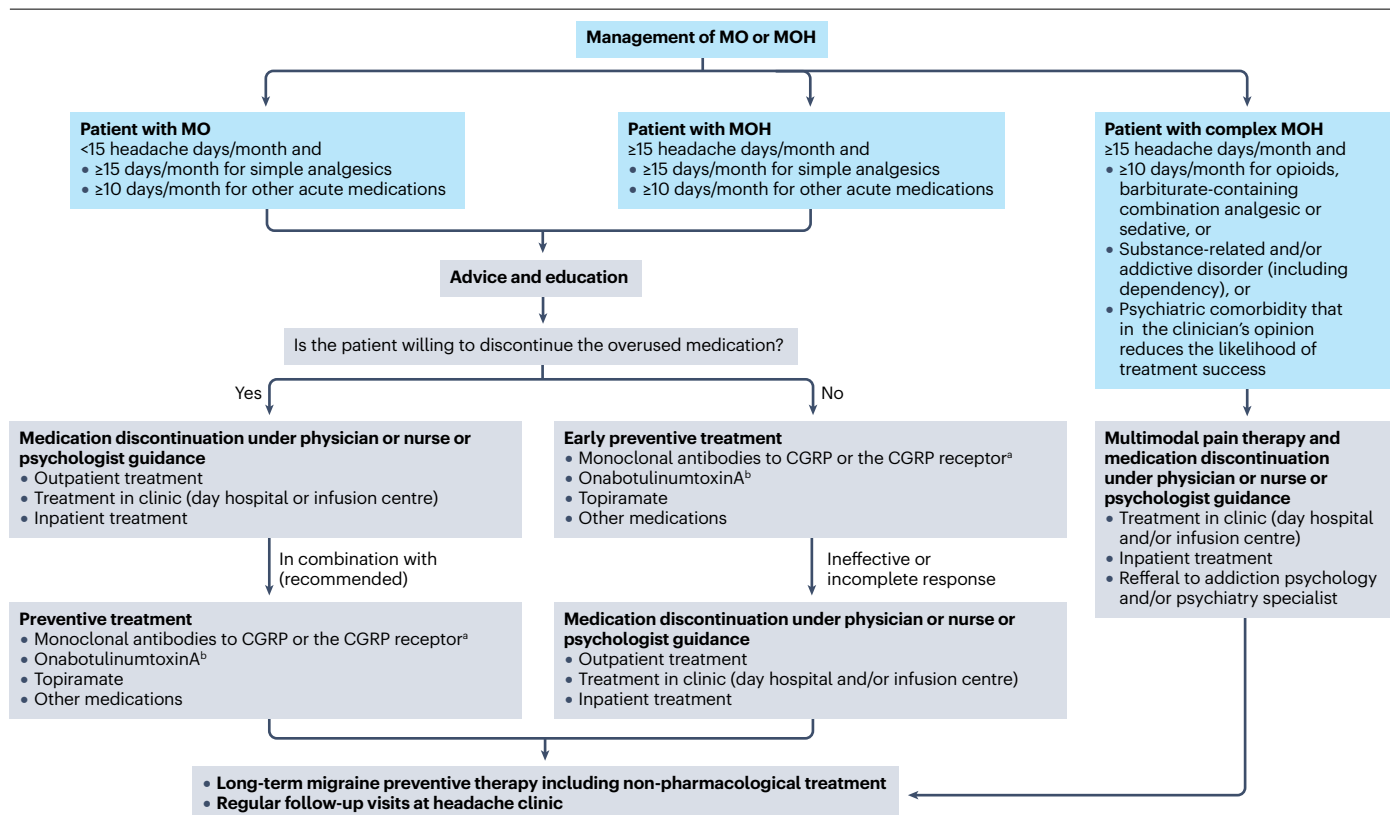 Management of MO or MOH
Patient with MO
<15 headache days/month and
• ≥15 days/month for simple analgesics
• ≥10 days/month for other acute medications
Patient with MOH
≥15 headache days/month and
• ≥15 days/month for simple analgesics
• ≥10 days/month for other acute medications
Patient with complex MOH
≥15 headache days/month and
• ≥10 days/month for opioids,
barbiturate-containing
combination analgesic or
sedative, or
• Substance-related and/or
addictive disorder (including
dependency), or
• Psychiatric comorbidity that
in the clinician's opinion
reduces the likelihood of
treatment success
Advice and education
Is the patient willing to discontinue the overused medication?
Yes
No
Medication discontinuation under physician or nurse or
psychologist guidance
• Outpatient treatment
• Treatment in clinic (day hospital or infusion centre)
• Inpatient treatment
Early preventive treatment
• Monoclonal antibodies to CGRP or the CGRP receptorᵃ
• OnabotulinumtoxinAᵇ
• Topiramate
• Other medications
Multimodal pain therapy and
medication discontinuation
under physician or nurse or
psychologist guidance
• Treatment in clinic (day hospital
and/or infusion centre)
• Inpatient treatment
• Refferal to addiction psychology
and/or psychiatry specialist
In combination with
(recommended)
Ineffective or
incomplete response
Preventive treatment
• Monoclonal antibodies to CGRP or the CGRP receptorᵃ
• OnabotulinumtoxinAᵇ
• Topiramate
• Other medications
Medication discontinuation under physician or nurse or
psychologist guidance
• Outpatient treatment
• Treatment in clinic (day hospital and/or infusion centre)
• Inpatient treatment
• Long-term migraine preventive therapy including non-pharmacological treatment
• Regular follow-up visits at headache clinic